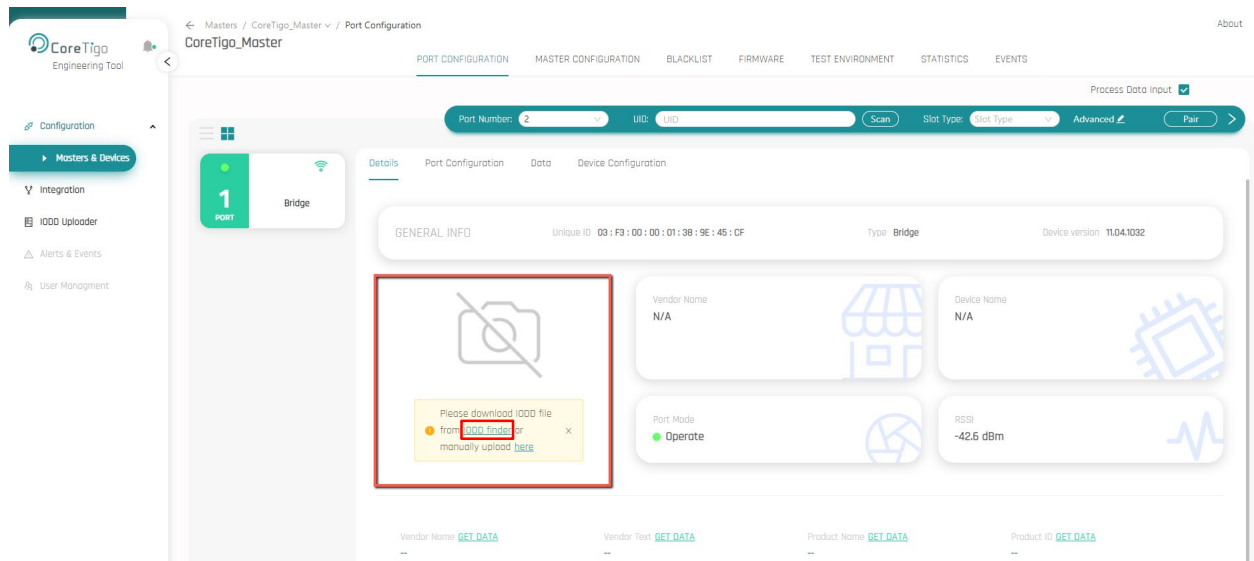 ← Masters / CoreTigo_Master / Port Configuration
About
CoreTigo
Engineering Tool
CoreTigo_Master
PORT CONFIGURATION MASTER CONFIGURATION BLACKLIST FIRMWARE TEST ENVIRONMENT STATISTICS EVENTS
Process Data Input
Port Number: 2 UID: UID Scan Slot Type: Slot Type Advanced Pair
Configuration
Masters & Devices
Integration
IODD Uploader
Alerts & Events
User Managment
1
PORT
Bridge
Details Port Configuration Data Device Configuration
GENERAL INFO Unique ID 03 : F3 : 00 : 00 : 01 : 38 : 9E : 45 : CF Type Bridge Device version 11.04.1032
Please download IODD file
from IODD finder or
manually upload here
Vendor Name
N/A
Device Name
N/A
Port Mode
Operate
RSSI
-42.6 dBm
Vendor Name GET DATA Vendor Text GET DATA Product Name GET DATA Product ID GET DATA
-- -- -- --